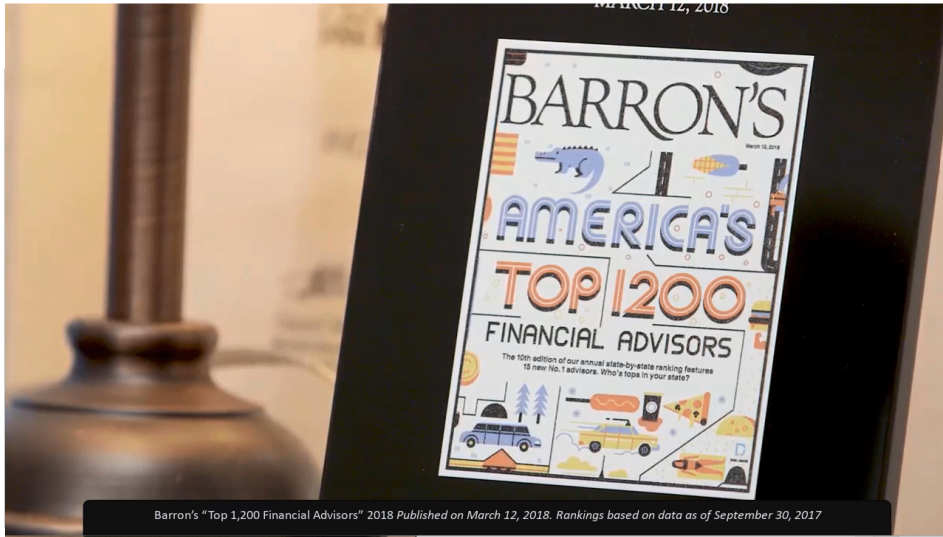 MARCH 12, 2018
BARRON'S
March 12, 2018
AMERICA'S
TOP 1200
FINANCIAL ADVISORS
The 10th edition of our annual state-by-state ranking features
15 new No.1 advisors. Who's tops in your state?
Barron's “Top 1,200 Financial Advisors” 2018 Published on March 12, 2018. Rankings based on data as of September 30, 2017